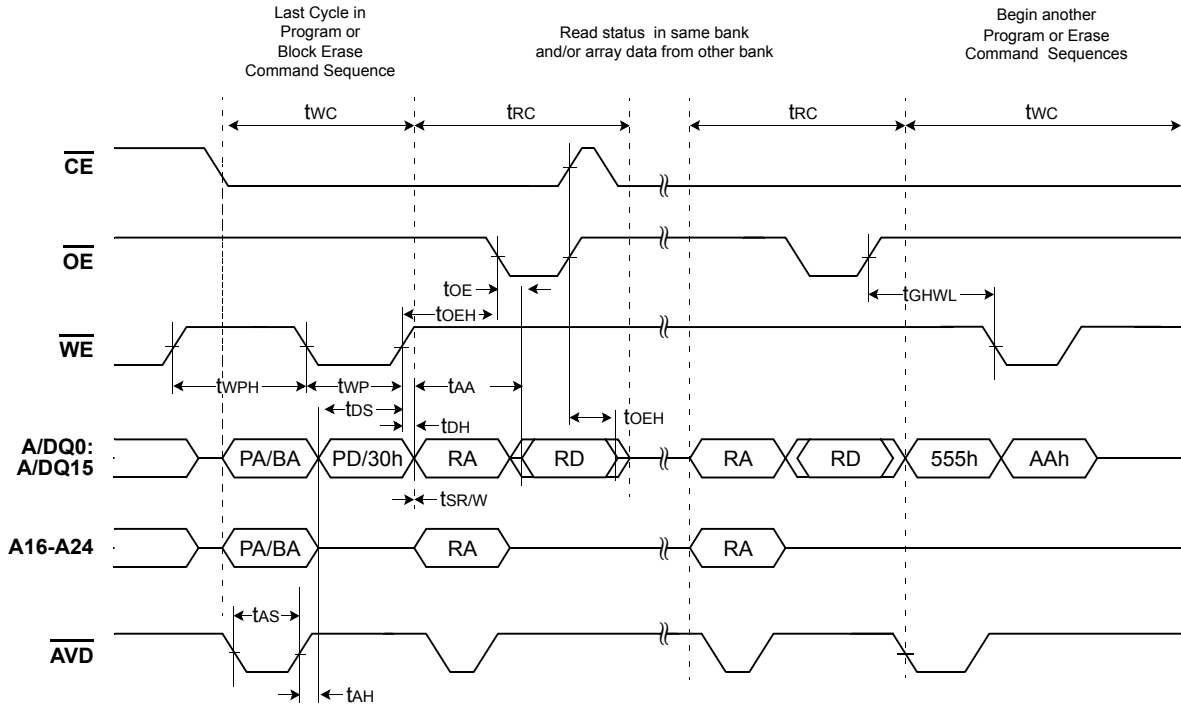 Last Cycle in
Program or
Block Erase
Command Sequence
Read status in same bank
and/or array data from other bank
Begin another
Program or Erase
Command Sequences
tWC
tRC
tRC
tWC
CE
OE
tOE
tOEH
tGHWL
WE
tWPH
tWP
tAA
tDS
tDH
tOEH
A/DQ0:
A/DQ15
PA/BA
PD/30h
RA
RD
RA
RD
555h
AAh
tSR/W
A16-A24
PA/BA
RA
RA
tAS
AVD
tAH